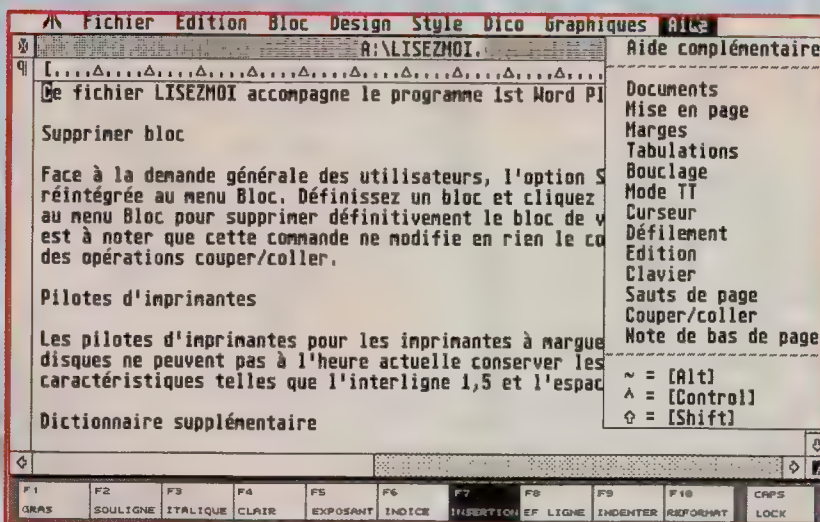 Fichier Edition Bloc Design Style Dico Graphiques Aide
A:\LISEZMOI.
Ce fichier LISEZMOI accompagne le programme 1st Word Pl
Supprimer bloc
Face à la demande générale des utilisateurs, l'option S
réintégrée au menu Bloc. Définissez un bloc et cliquez
au menu Bloc pour supprimer définitivement le bloc de v
est à noter que cette commande ne modifie en rien le co
des opérations couper/coller.
Pilotes d'imprimantes
Les pilotes d'imprimantes pour les imprimantes à margue
disques ne peuvent pas à l'heure actuelle conserver les
caractéristiques telles que l'interligne 1,5 et l'espac
Dictionnaire supplémentaire
Aide complémentaire
Documents
Mise en page
Marges
Tabulations
Bouclage
Mode TT
Curseur
Défilement
Edition
Clavier
Sauts de page
Couper/coller
Note de bas de page
~ = [Alt]
^ = [Control]
⇧ = [Shift]
F1 F2 F3 F4 F5 F6 F7 F8 F9 F10 CAPS
GRAS SOULIGNE ITALIQUE CLAIR EXPOSANT INDICE INSERTION EF LIGNE INDENTER REFORMAT LOCK